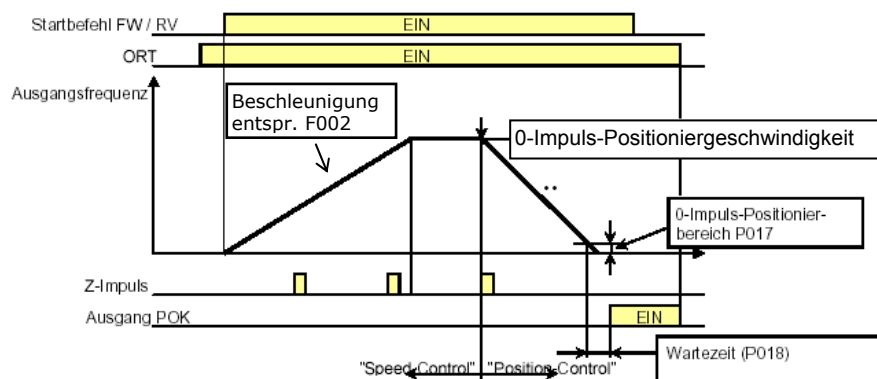 Startbefehl FW / RV
EIN
ORT
EIN
Ausgangsfrequenz
Beschleunigung
entspr. F002
0-Impuls-Positioniergeschwindigkeit
0-Impuls-Positionier-
bereich P017
Z-Impuls
Ausgang POK
EIN
Wartezeit (P018)
"Speed-Control" "Position-Control"